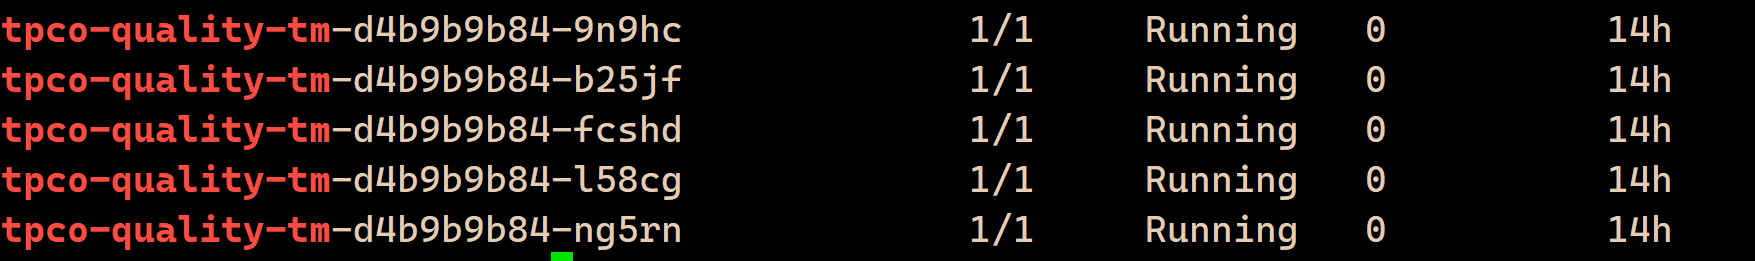 tpco-quality-tm-d4b9b9b84-9n9hc 1/1 Running 0 14h
tpco-quality-tm-d4b9b9b84-b25jf 1/1 Running 0 14h
tpco-quality-tm-d4b9b9b84-fcshd 1/1 Running 0 14h
tpco-quality-tm-d4b9b9b84-l58cg 1/1 Running 0 14h
tpco-quality-tm-d4b9b9b84-ng5rn 1/1 Running 0 14h